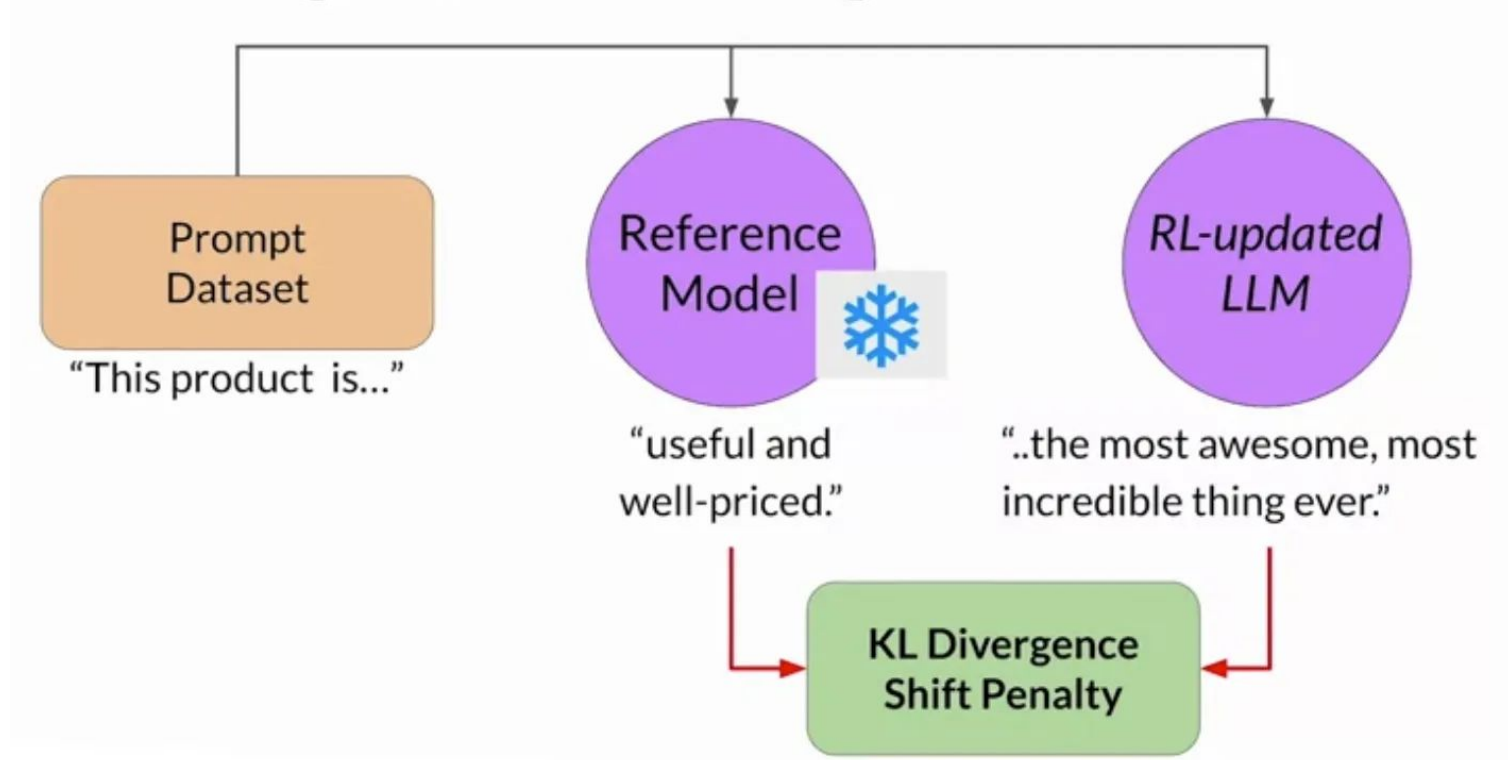 Prompt
Dataset
“This product is...”
Reference
Model
“useful and
well-priced.”
RL-updated
LLM
“..the most awesome, most
incredible thing ever.”
KL Divergence
Shift Penalty